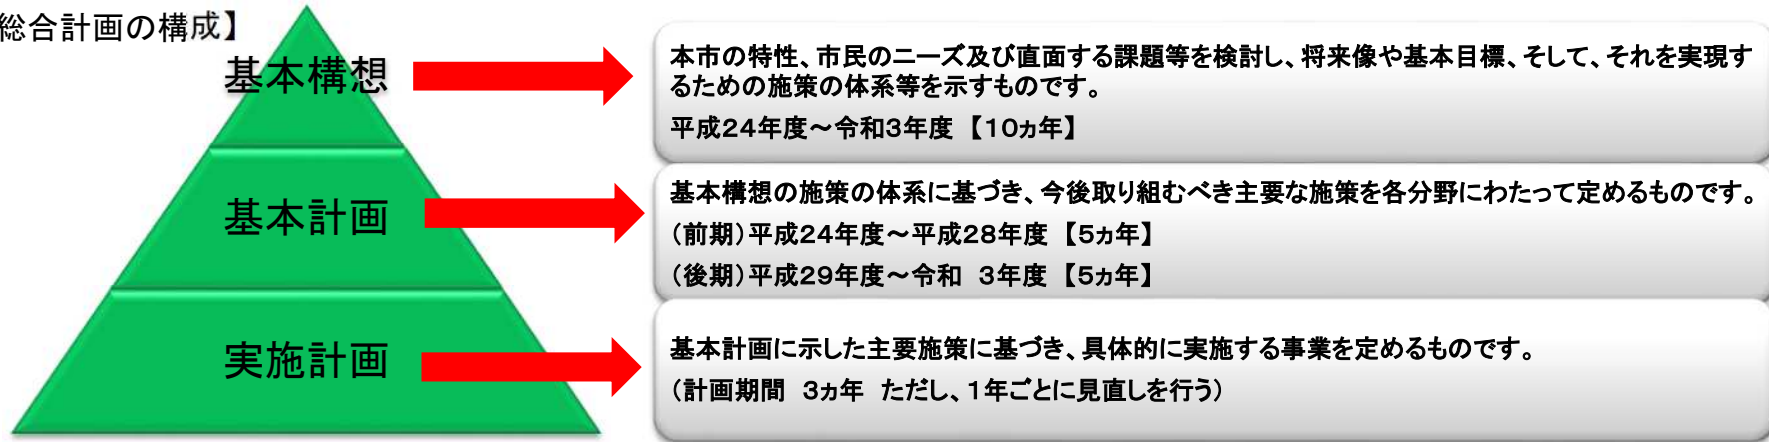 総合計画の構成】
基本構想
本市の特性、市民のニーズ及び直面する課題等を検討し、将来像や基本目標、そして、それを実現す
るための施策の体系等を示すものです。
平成24年度～令和3年度 【10ヵ年】
基本計画
基本構想の施策の体系に基づき、今後取り組むべき主要な施策を各分野にわたって定めるものです。
(前期)平成24年度～平成28年度 【5ヵ年】
(後期)平成29年度～令和 3年度 【5ヵ年】
実施計画
基本計画に示した主要施策に基づき、具体的に実施する事業を定めるものです。
(計画期間 3ヵ年 ただし、1年ごとに見直しを行う)